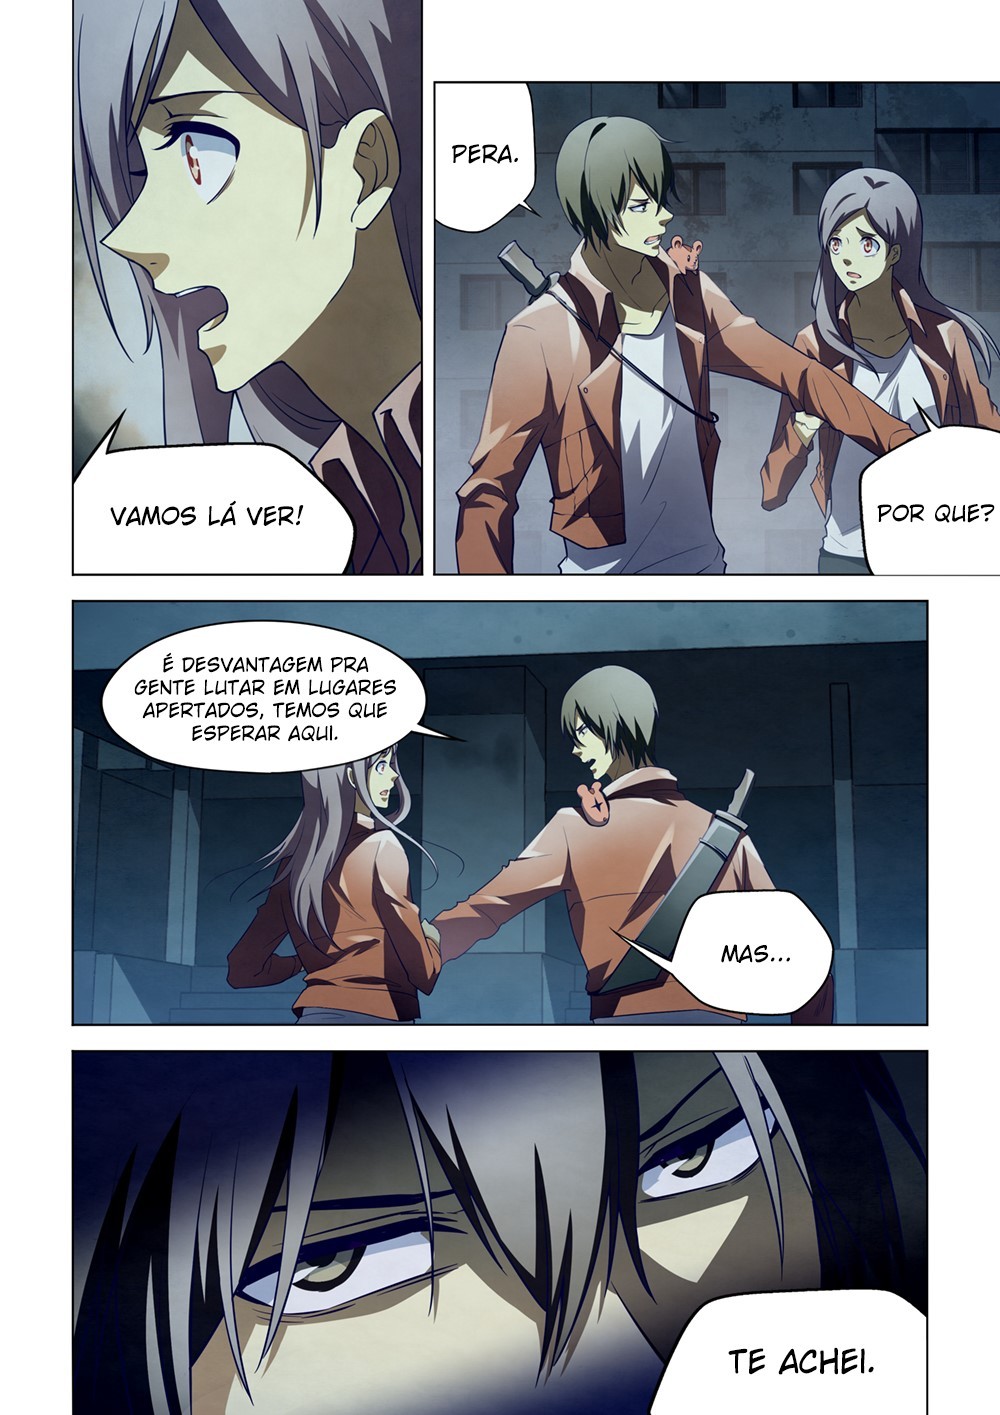 VAMOS LÁ VER!
PERA.
POR QUE?
É DESVANTAGEM PRA
GENTE LUTAR EM LUGARES
APERTADOS, TEMOS QUE
ESPERAR AQUI.
MAS...
TE ACHEI.